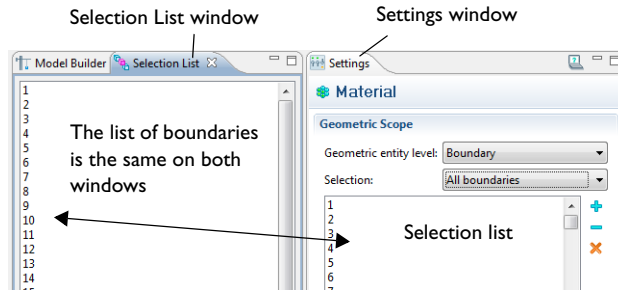 Selection List window
Settings window
Model Builder
Selection List
Settings
Material
Geometric Scope
Geometric entity level: Boundary
Selection: All boundaries
1
2
3
4
5
6
7
8
9
10
11
12
13
14
15
The list of boundaries
is the same on both
windows
1
2
3
4
5
6
7
Selection list